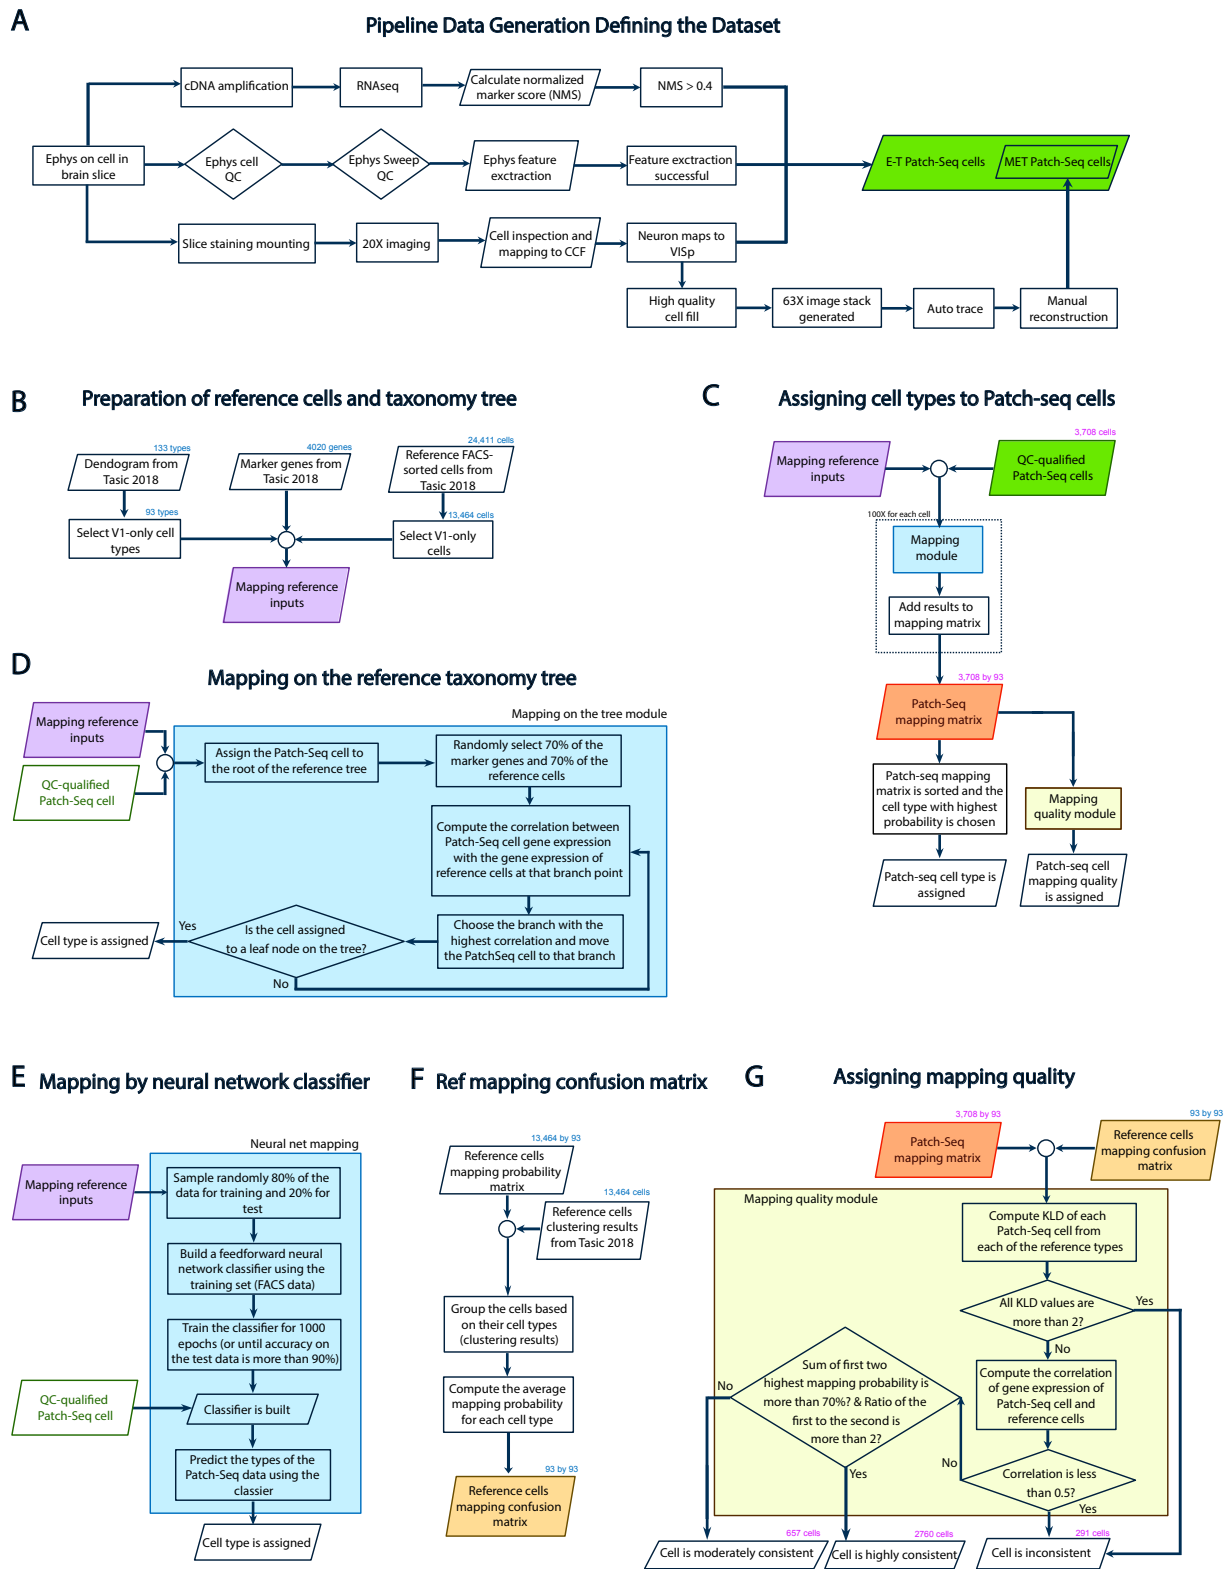 A
Pipeline Data Generation Defining the Dataset
cDNA amplification
RNAseq
Calculate normalized
marker score (NMS)
NMS > 0.4
Ephys on cell in
brain slice
Ephys cell
QC
Ephys Sweep
QC
Ephys feature
exctraction
Feature exctraction
successful
E-T Patch-Seq cells
MET Patch-Seq cells
Slice staining mounting
20X imaging
Cell inspection and
mapping to CCF
Neuron maps to
VISp
High quality
cell fill
63X image stack
generated
Auto trace
Manual
reconstruction
B
Preparation of reference cells and taxonomy tree
133 types
Dendogram from
Tasic 2018
4020 genes
Marker genes from
Tasic 2018
24,411 cells
Reference FACS-
sorted cells from
Tasic 2018
93 types
Select V1-only cell
types
13,464 cells
Select V1-only
cells
Mapping reference
inputs
C
Assigning cell types to Patch-seq cells
Mapping reference
inputs
3,708 cells
QC-qualified
Patch-Seq cells
100X for each cell
Mapping
module
Add results to
mapping matrix
3,708 by 93
Patch-Seq
mapping matrix
Patch-seq mapping
matrix is sorted and the
cell type with highest
probability is chosen
Mapping
quality module
Patch-seq cell type is
assigned
Patch-seq cell
mapping quality
is assigned
D
Mapping on the reference taxonomy tree
Mapping reference
inputs
QC-qualified
Patch-Seq cell
Mapping on the tree module
Assign the Patch-Seq cell to
the root of the reference tree
Randomly select 70% of the
marker genes and 70% of the
reference cells
Compute the correlation between
Patch-Seq cell gene expression
with the gene expression of
reference cells at that branch point
Choose the branch with the
highest correlation and move
the PatchSeq cell to that branch
Is the cell assigned
to a leaf node on the tree?
Yes
No
Cell type is assigned
E
Mapping by neural network classifier
Neural net mapping
Mapping reference
inputs
Sample randomly 80% of the
data for training and 20% for
test
Build a feedforward neural
network classifier using the
training set (FACS data)
Train the classifier for 1000
epochs (or until accuracy on
the test data is more than 90%)
QC-qualified
Patch-Seq cell
Classifier is built
Predict the types of the
Patch-Seq data using the
classier
Cell type is assigned
F
Ref mapping confusion matrix
13,464 by 93
Reference cells
mapping probability
matrix
13,464 cells
Reference cells
clustering results
from Tasic 2018
Group the cells based
on their cell types
(clustering results)
Compute the average
mapping probability
for each cell type
93 by 93
Reference cells
mapping confusion
matrix
G
Assigning mapping quality
3,708 by 93
Patch-Seq
mapping matrix
93 by 93
Reference cells
mapping confusion
matrix
Mapping quality module
Compute KLD of each
Patch-Seq cell from
each of the reference types
All KLD values are
more than 2?
Yes
No
Compute the correlation
of gene expression of
Patch-Seq cell and
reference cells
Correlation is less
than 0.5?
No
Yes
Sum of first two
highest mapping probability is
more than 70%? & Ratio of the
first to the second is
more than 2?
No
Yes
657 cells
Cell is moderately consistent
2760 cells
Cell is highly consistent
291 cells
Cell is inconsistent